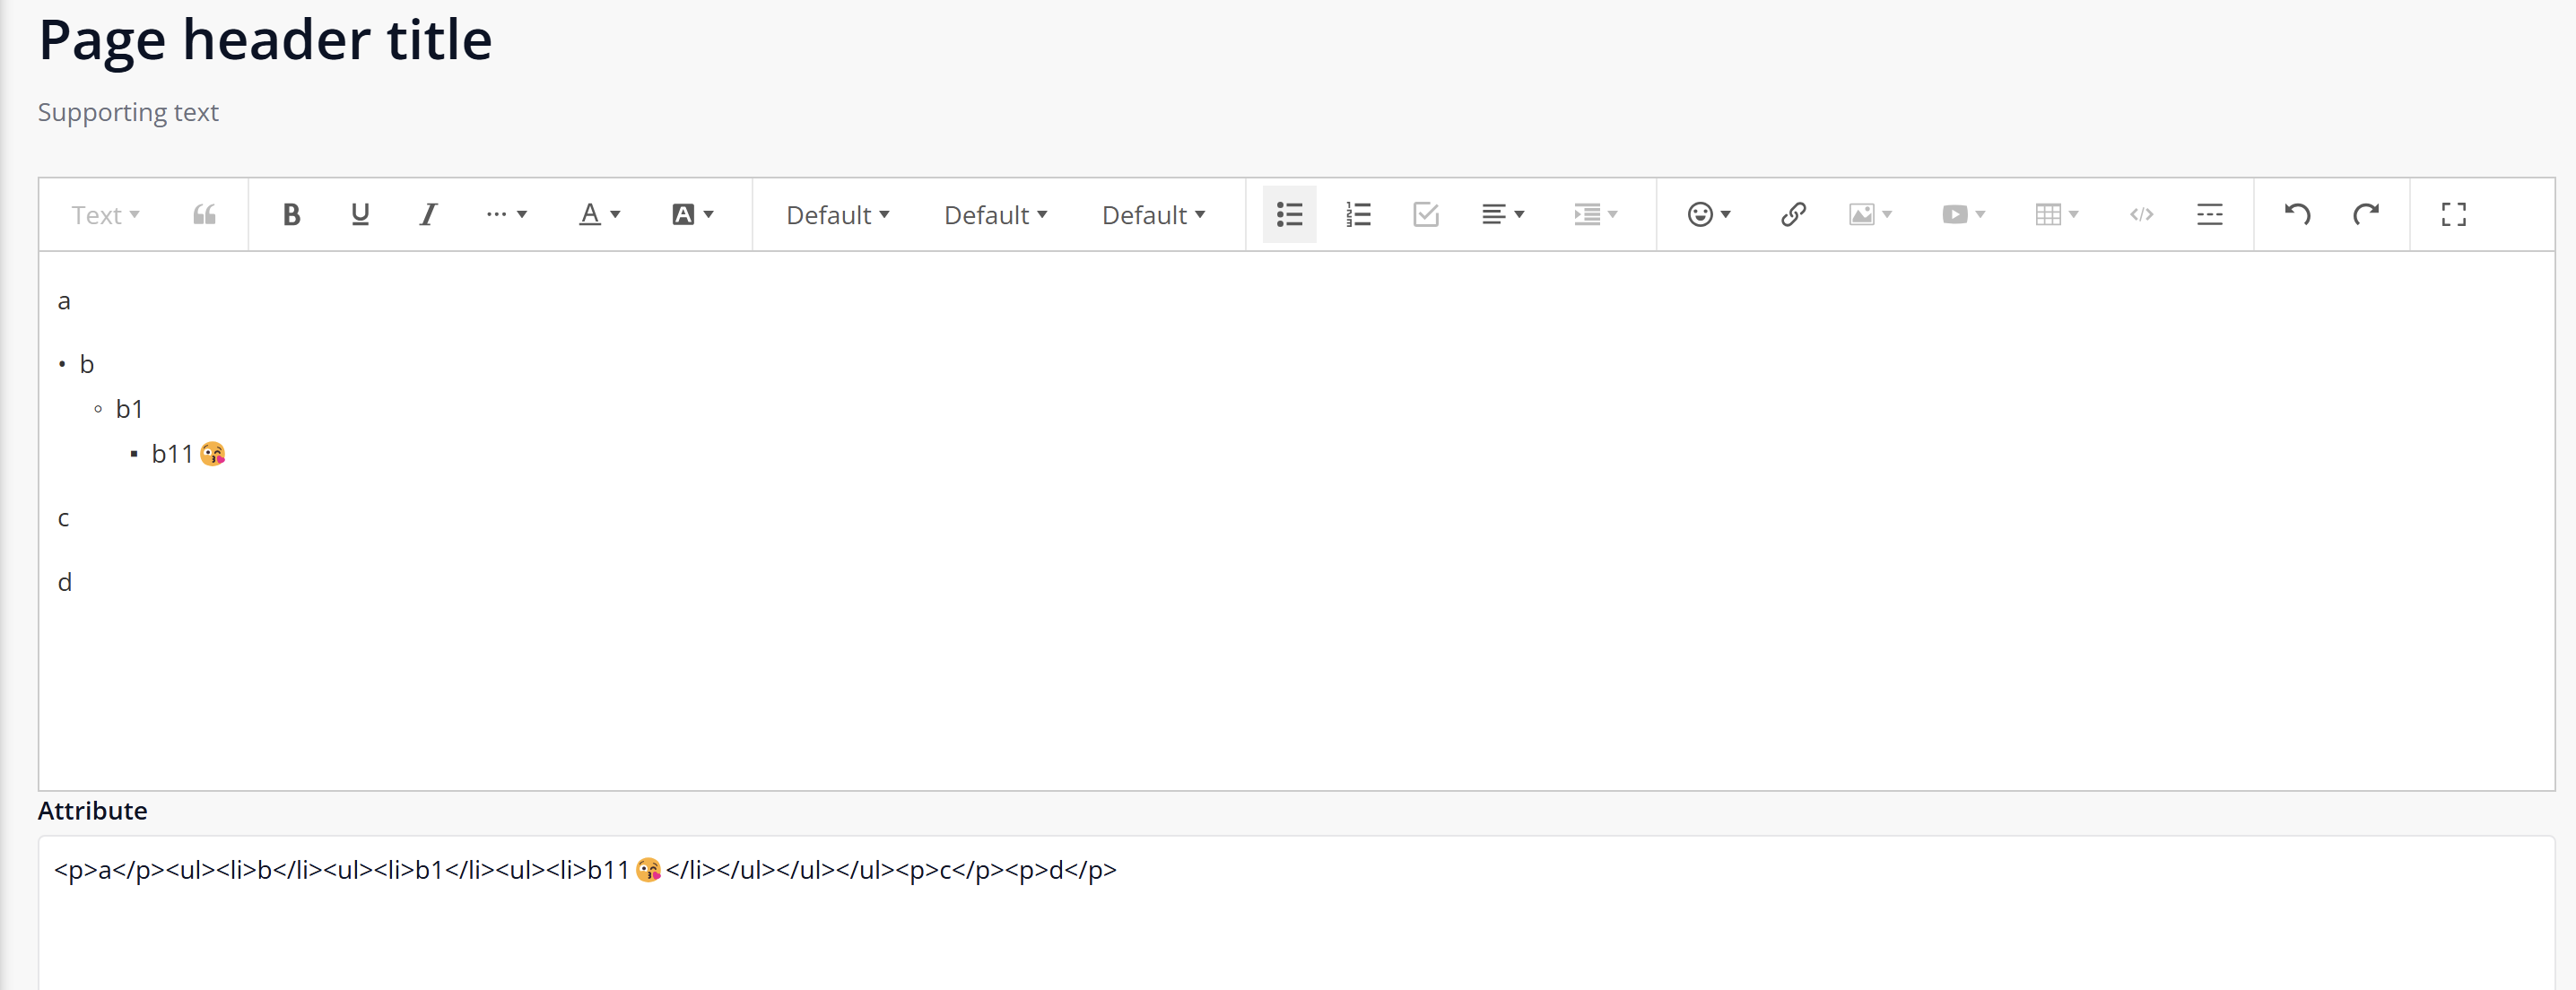 Page header title
Supporting text
Text B U I A A Default Default Default
a
• b
◦ b1
▪ b11😘
c
d
Attribute
<p>a</p><ul><li>b</li><ul><li>b1</li><ul><li>b11😘</li></ul></ul></ul><p>c</p><p>d</p>